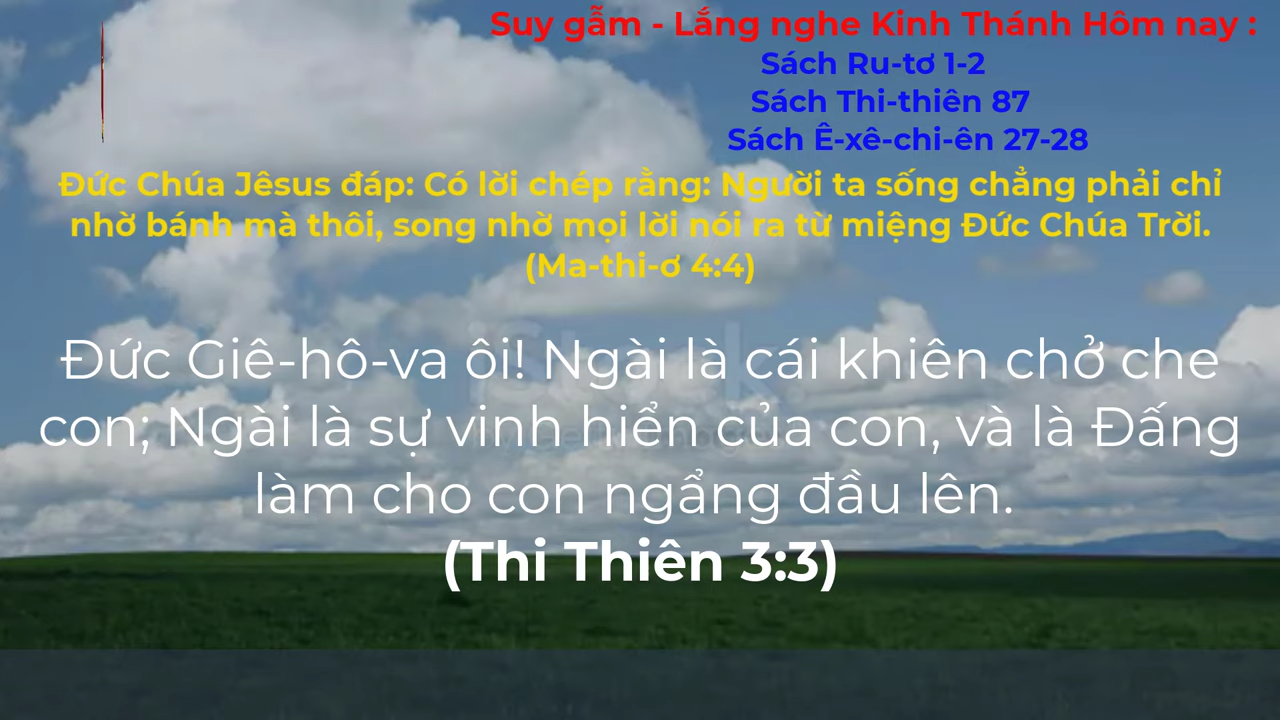 Suy gẫm - Lắng nghe Kinh Thánh Hôm nay :
Sách Ru-tơ 1-2
Sách Thi-thiên 87
Sách Ê-xê-chi-ên 27-28
Đức Chúa Jêsus đáp: Có lời chép rằng: Người ta sống chẳng phải chỉ
nhờ bánh mà thôi, song nhờ mọi lời nói ra từ miệng Đức Chúa Trời.
(Ma-thi-ơ 4:4)
Đức Giê-hô-va ôi! Ngài là cái khiên chở che
con; Ngài là sự vinh hiển của con, và là Đấng
làm cho con ngẩng đầu lên.
(Thi Thiên 3:3)